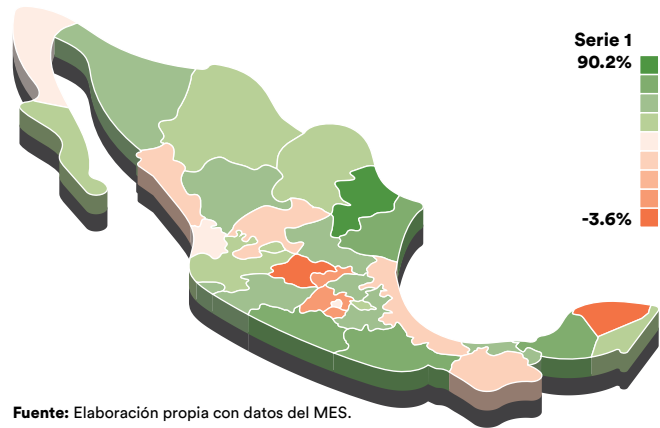 Serie 1
90.2%
-3.6%
Fuente: Elaboración propia con datos del MES.